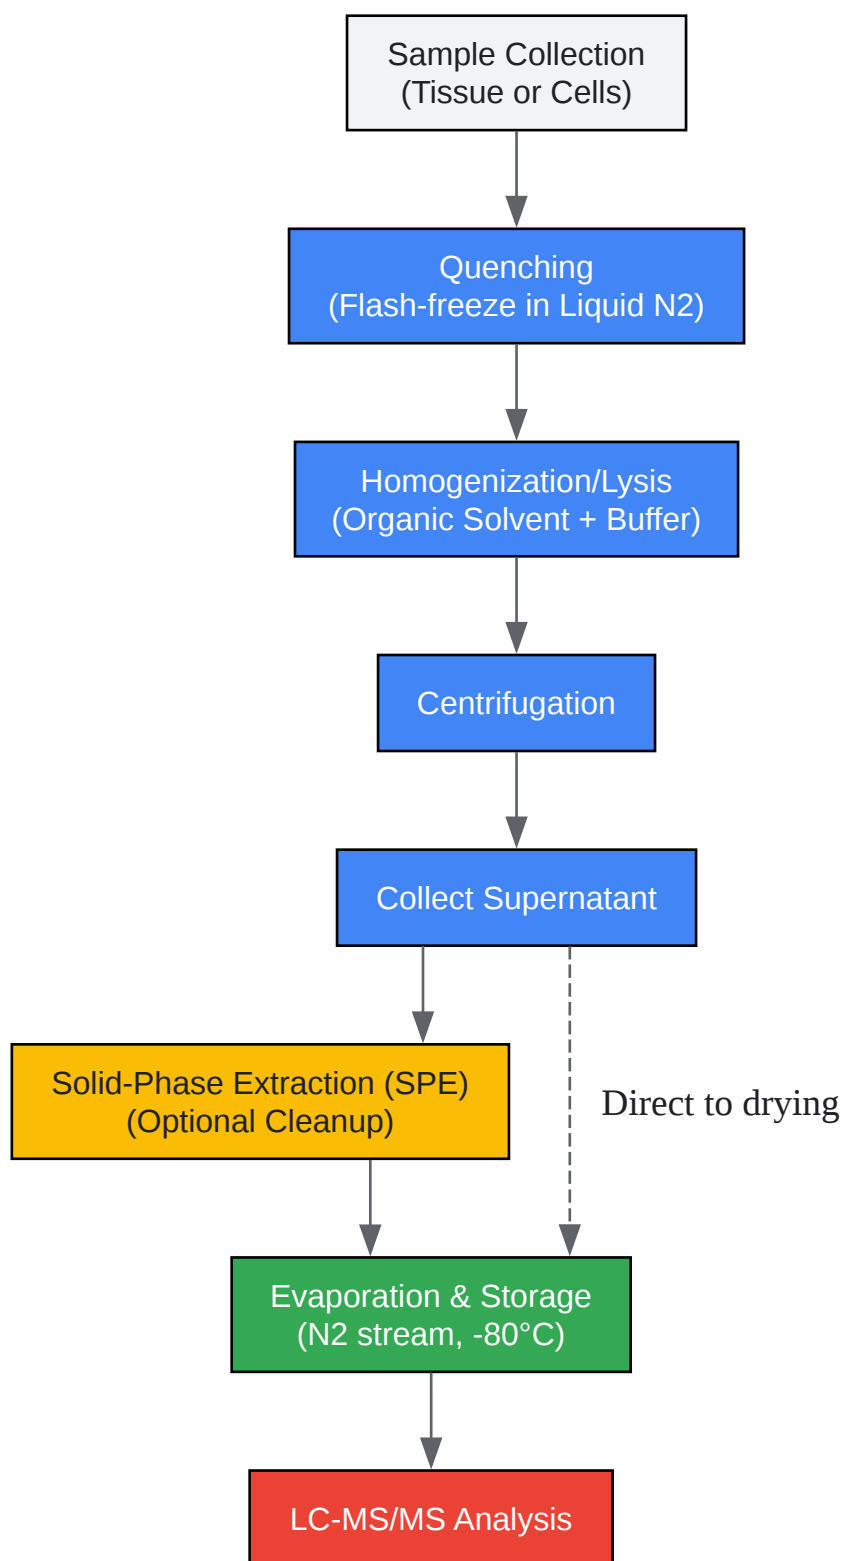 Sample Collection
(Tissue or Cells)
Quenching
(Flash-freeze in Liquid N2)
Homogenization/Lysis
(Organic Solvent + Buffer)
Centrifugation
Collect Supernatant
Solid-Phase Extraction (SPE)
(Optional Cleanup)
Direct to drying
Evaporation & Storage
(N2 stream, -80°C)
LC-MS/MS Analysis